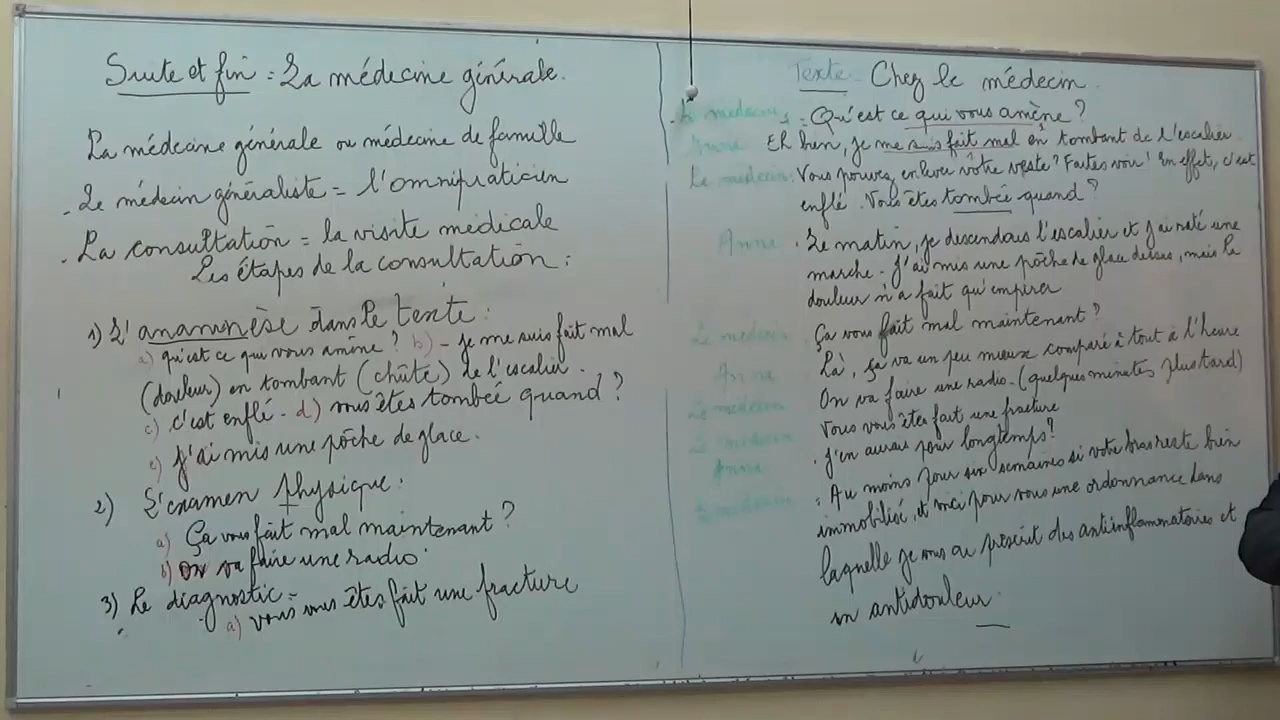 Suite et fin : La médecine générale.
La médecine générale ou médecine de famille
- Le médecin généraliste = l'omnipraticien
- La consultation = la visite médicale
Les étapes de la consultation :
1) L'anamnèse dans le texte :
a) qu'est ce qui vous amène ? b) - je me suis fait mal
(douleur) en tombant (chûte) de l'escalier.
c) c'est enflé - d) vous êtes tombée quand ?
e) j'ai mis une pôche de glace.
2) L'examen physique :
a) Ça vous fait mal maintenant ?
b) On va faire une radio.
3) Le diagnostic :
a) vous vous êtes fait une fracture
Texte : Chez le médecin.
Le médecin : Qu'est ce qui vous amène ?
Anna Eh bien, je me suis fait mal en tombant de l'escalier
Le médecin : Vous pouvez enlever vôtre veste ? Faites voir ! En effet, c'est
enflé. Vous êtes tombée quand ?
Anna - Le matin, je descendais l'escalier et j'ai raté une
marche - J'ai mis une pôche de glace dessus, mais la
douleur n'a fait qu'empirer
Le médecin Ça vous fait mal maintenant ?
Anna Là, ça va un peu mieux comparé à tout à l'heure
Le médecin On va faire une radio - (quelques minutes plus tard)
Le médecin Vous vous êtes fait une fracture
Anna . J'en aurais pour longtemps ?
Le médecin = Au moins pour six semaines si votre bras reste bien
immobilisé, et voici pour vous une ordonnance dans
laquelle je vous ai prescrit des antiinflammatoires et
un antidouleur.